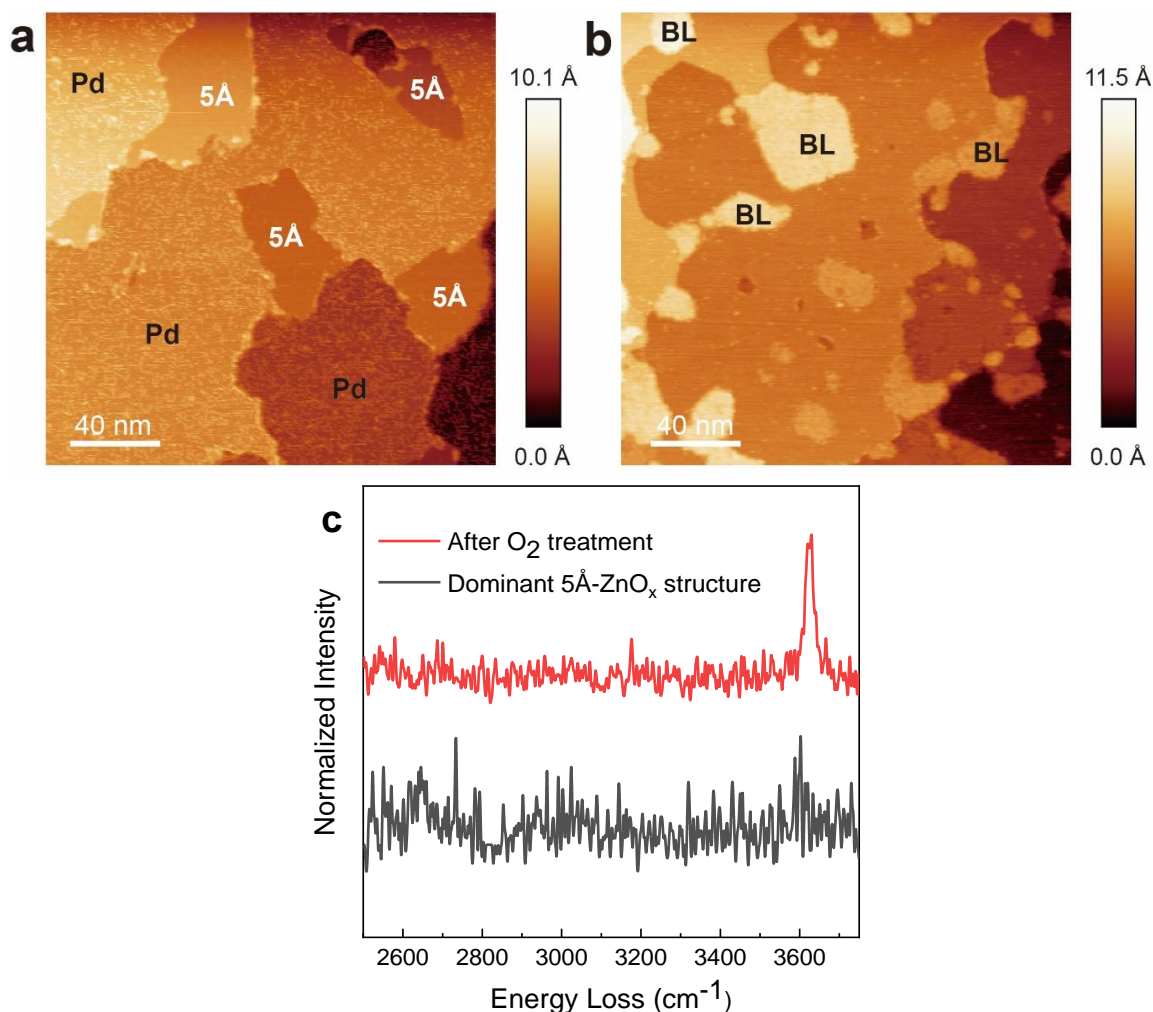 a
Pd
5Å
5Å
5Å
5Å
Pd
Pd
40 nm
10.1 Å
0.0 Å
b
BL
BL
BL
BL
40 nm
11.5 Å
0.0 Å
c
After O₂ treatment
Dominant 5Å-ZnOₓ structure
Normalized Intensity
2600 2800 3000 3200 3400 3600
Energy Loss (cm⁻¹)